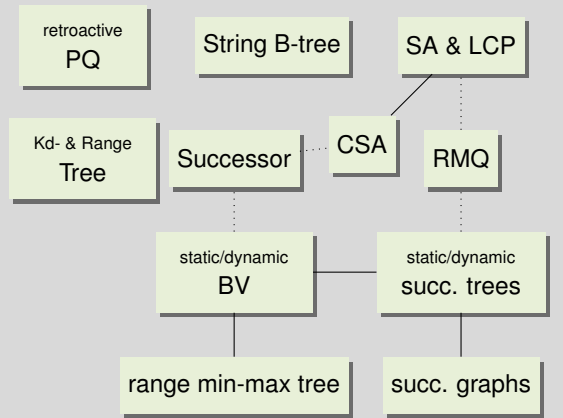 retroactive
PQ
String B-tree
SA & LCP
Kd- & Range
Tree
Successor
CSA
RMQ
static/dynamic
BV
static/dynamic
succ. trees
range min-max tree
succ. graphs